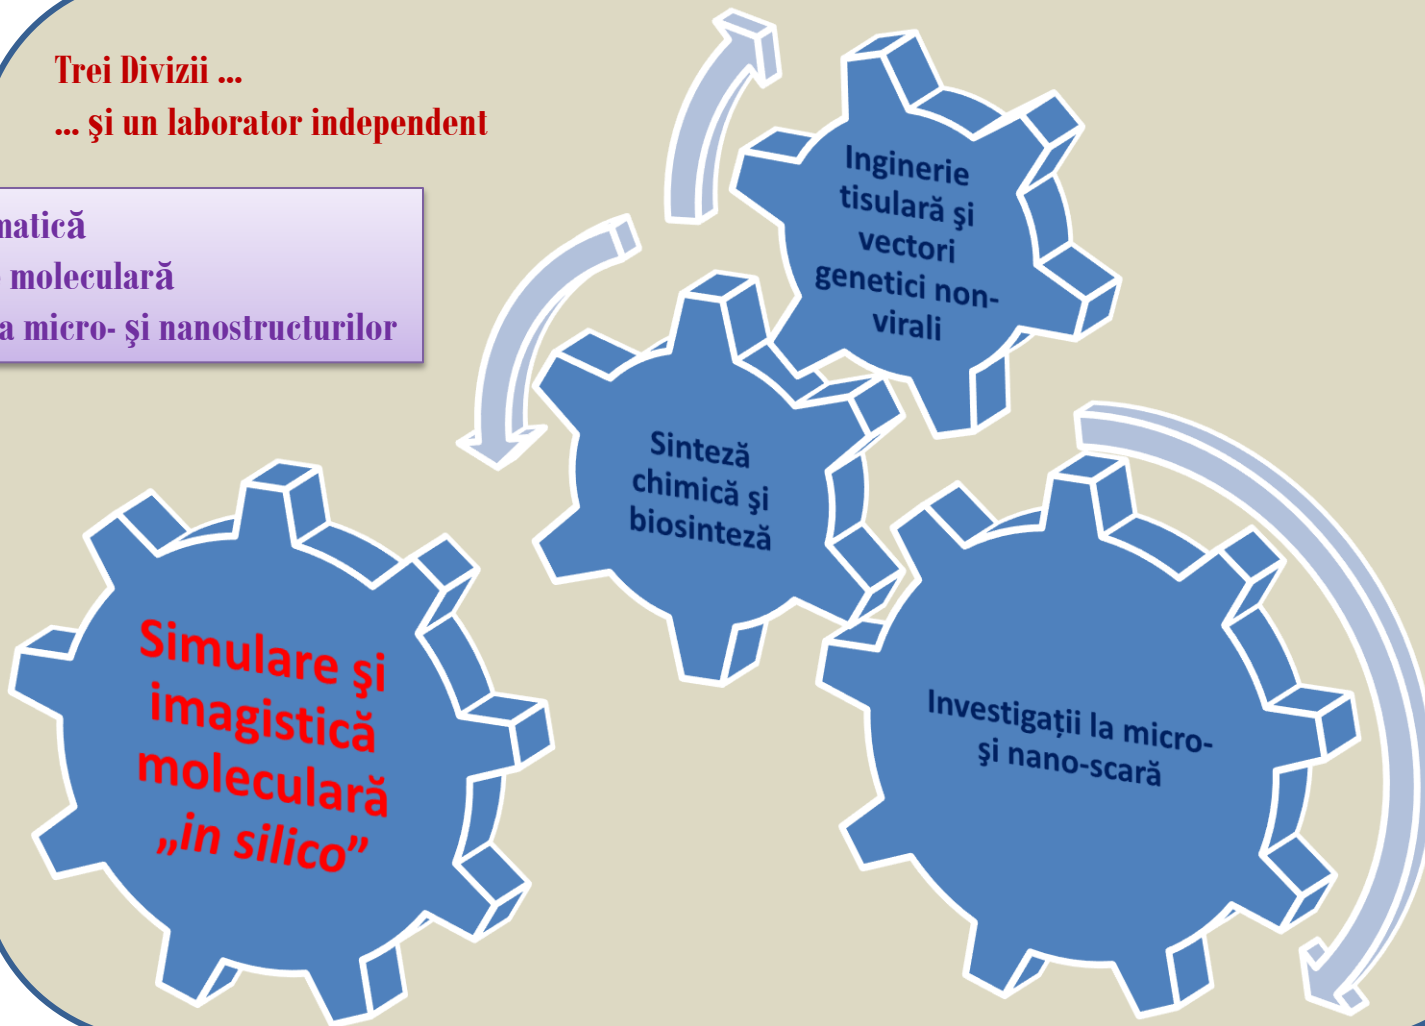 Trei Divizii ...
... şi un laborator independent
matică
moleculară
a micro- şi nanostructurilor
Inginerie
tisulară şi
vectori
genetici non-
virali
Sinteză
chimică şi
biosinteză
Simulare şi
imagistică
moleculară
„in silico”
Investigații la micro-
şi nano-scară